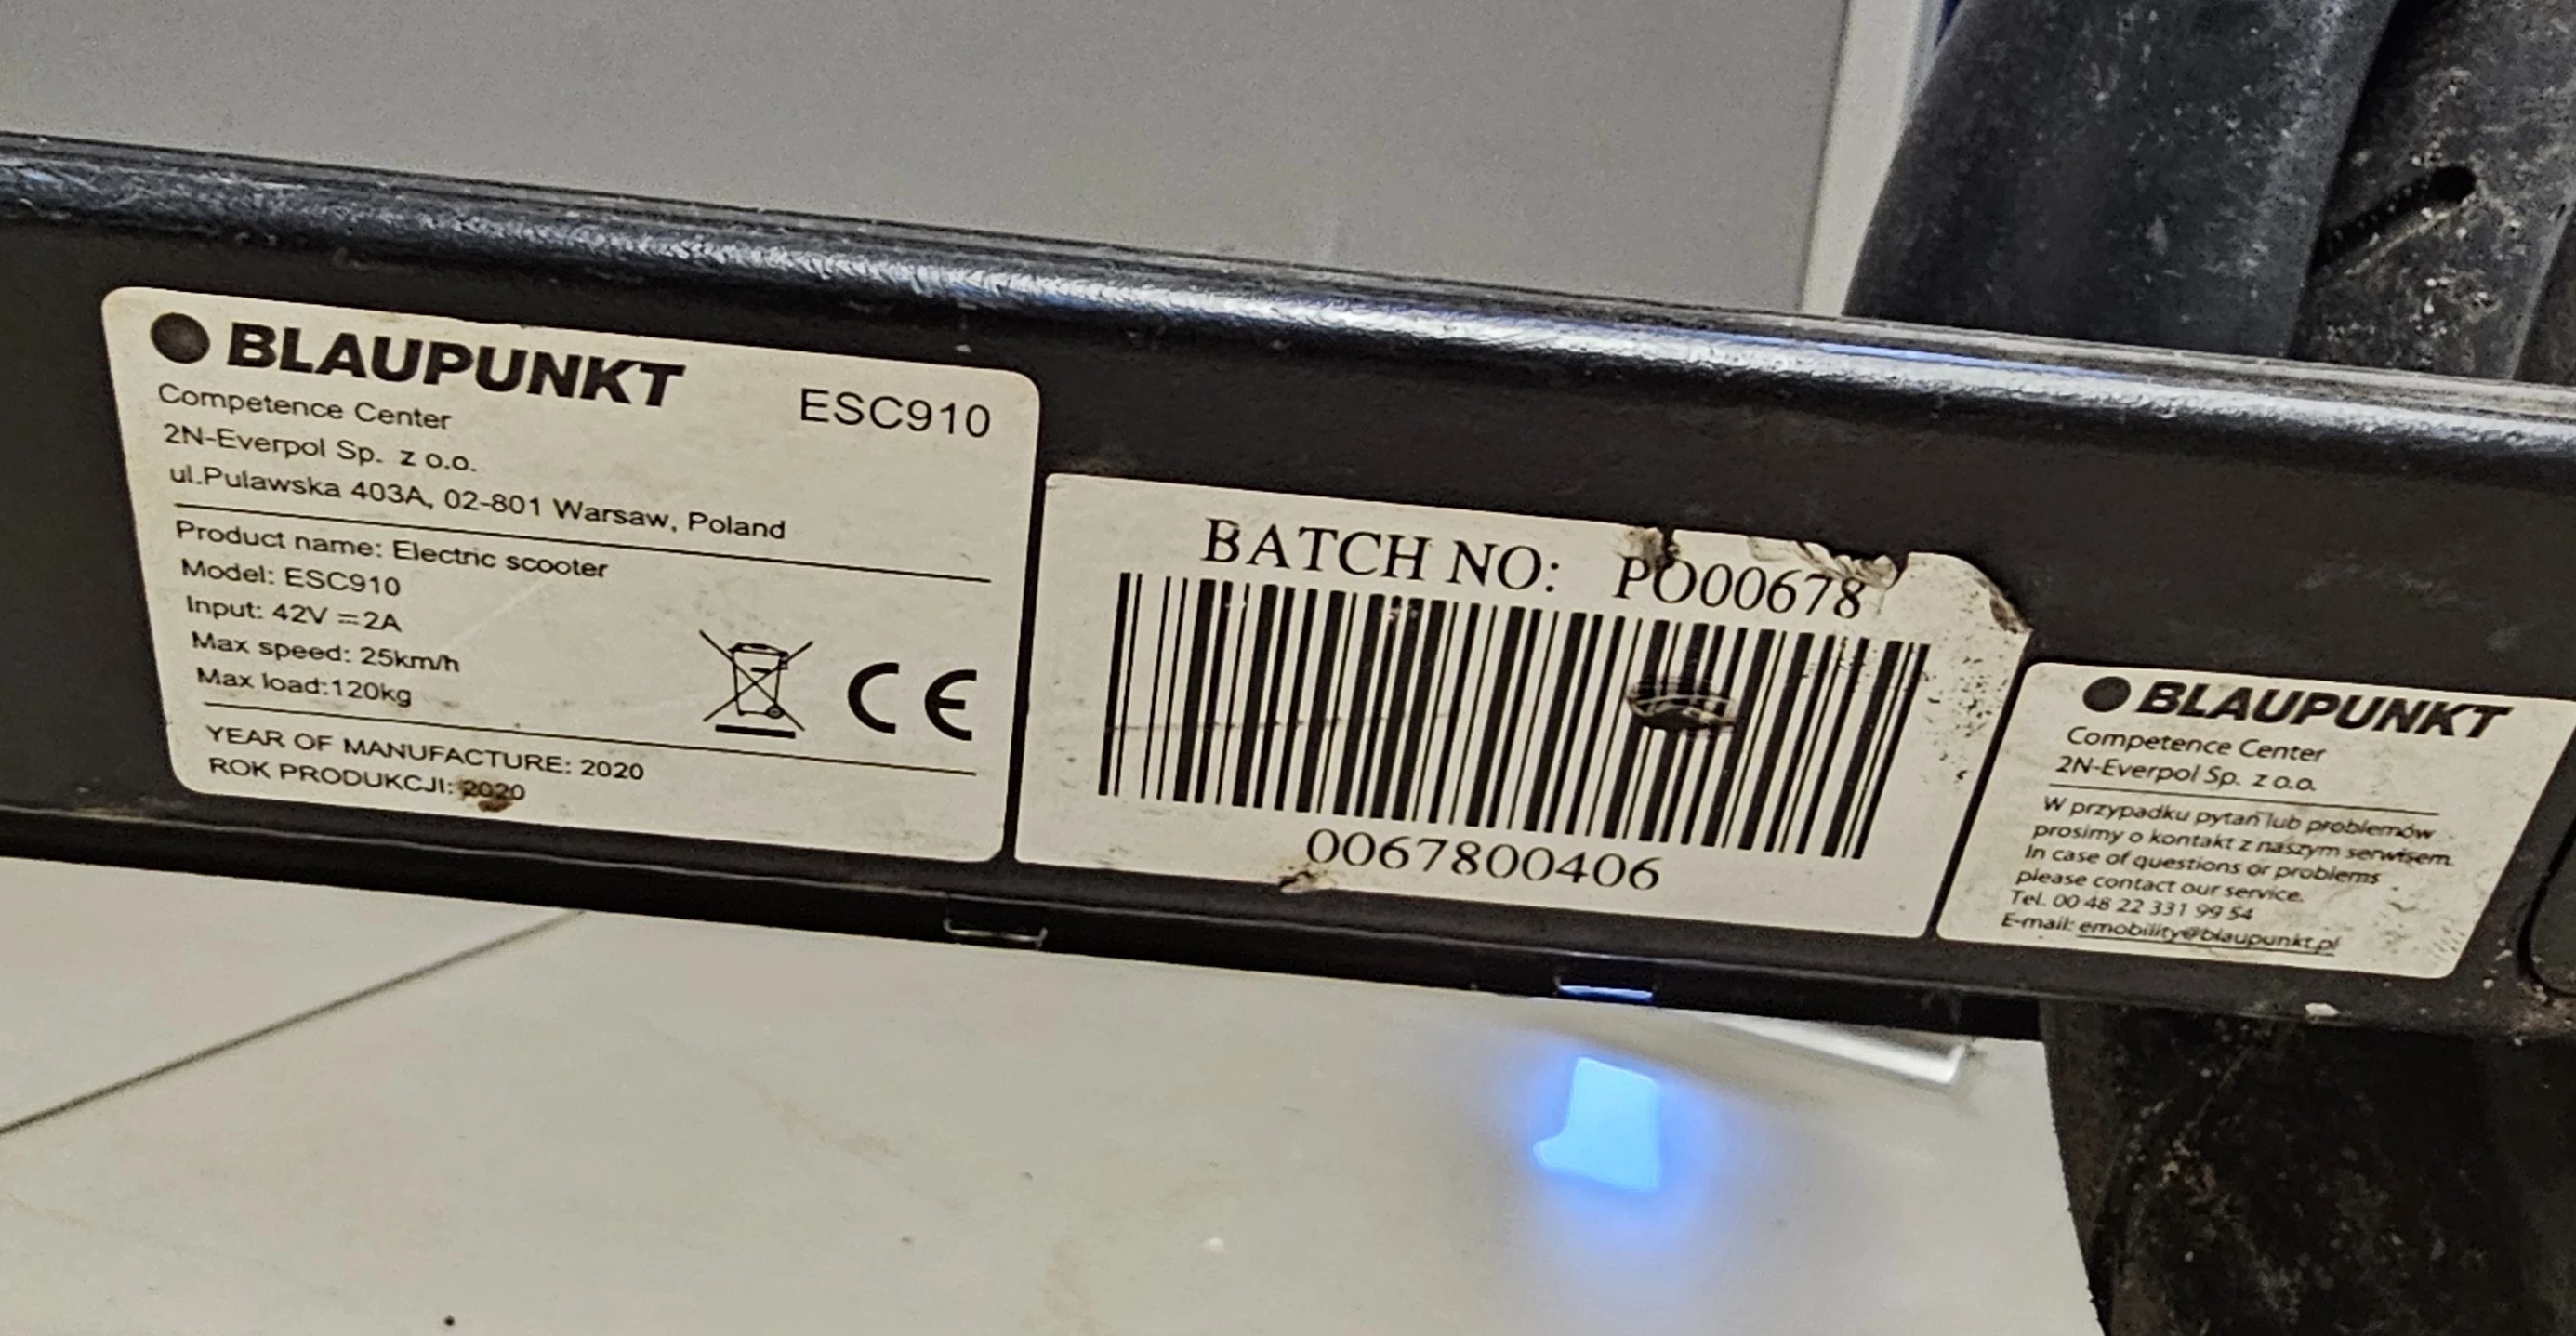 BLAUPUNKT ESC910
Competence Center
2N-Everpol Sp. z o.o.
ul.Pulawska 403A, 02-801 Warsaw, Poland
Product name: Electric scooter
Model: ESC910
Input: 42V = 2A
Max speed: 25km/h
Max load:120kg
CE
YEAR OF MANUFACTURE: 2020
ROK PRODUKCJI: 2020
BATCH NO: PO00678
0067800406
BLAUPUNKT
Competence Center
2N-Everpol Sp. z o.o.
W przypadku pytań lub problemów
prosimy o kontakt z naszym serwisem.
In case of questions or problems
please contact our service.
Tel. 00 48 22 331 99 54
E-mail: emobility@blaupunkt.pl